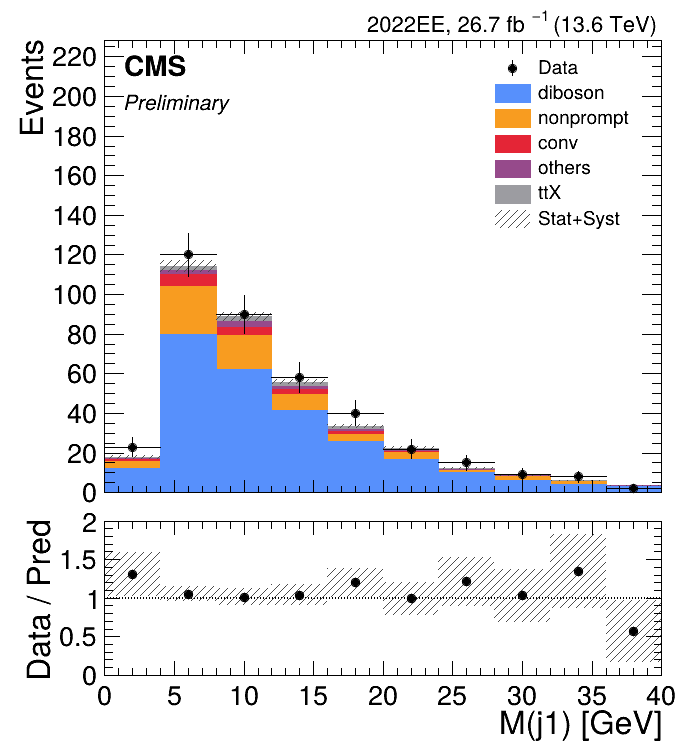 2022EE, 26.7 fb⁻¹ (13.6 TeV)
Events
CMS
Preliminary
Data
diboson
nonprompt
conv
others
ttX
Stat+Syst
220
200
180
160
140
120
100
80
60
40
20
0
Data / Pred
2
1.5
1
0.5
0
0 5 10 15 20 25 30 35 40
M(j1) [GeV]